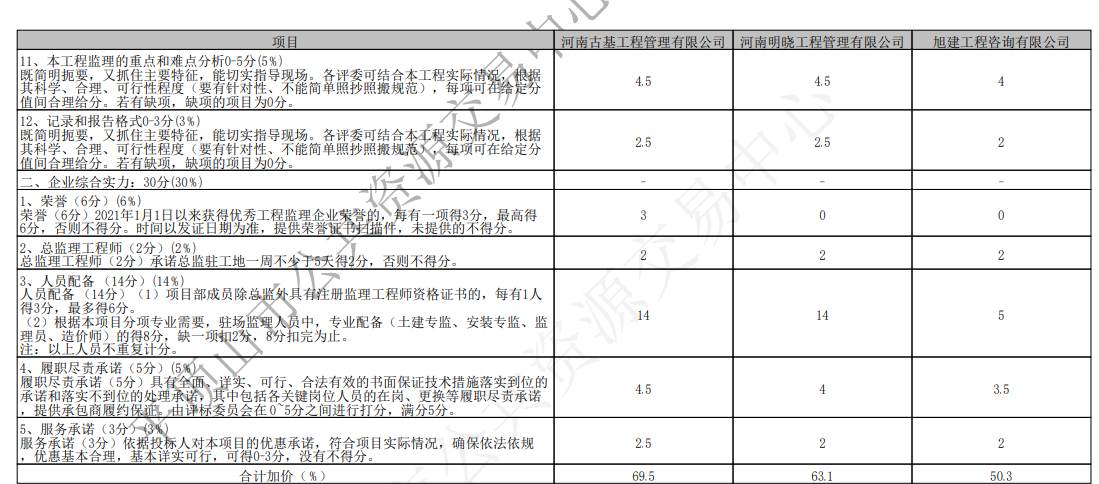 项目 河南古基工程管理有限公司 河南明晓工程管理有限公司 旭建工程咨询有限公司
11、本工程监理的重点和难点分析0-5分(5%)
既简明扼要，又抓住主要特征，能切实指导现场。各评委可结合本工程实际情况，根据
其科学、合理、可行性程度（要有针对性、不能简单照抄照搬规范），每项可在给定分
值间合理给分。若有缺项，缺项的项目为0分。
4.5 4.5 4
12、记录和报告格式0-3分(3%)
既简明扼要，又抓住主要特征，能切实指导现场。各评委可结合本工程实际情况，根据
其科学、合理、可行性程度（要有针对性、不能简单照抄照搬规范），每项可在给定分
值间合理给分。若有缺项，缺项的项目为0分。
2.5 2.5 2
二、企业综合实力：30分(30%) - - -
1、荣誉（6分）(6%)
荣誉（6分）2021年1月1日以来获得优秀工程监理企业荣誉的，每有一项得3分，最高得
6分，否则不得分。时间以发证日期为准，提供荣誉证书扫描件，未提供的不得分。
3 0 0
2、总监理工程师（2分）(2%)
总监理工程师（2分）承诺总监驻工地一周不少于5天得2分，否则不得分。
2 2 2
3、人员配备（14分）(14%)
人员配备（14分）（1）项目部成员除总监外具有注册监理工程师资格证书的，每有1人
得3分，最多得6分。
（2）根据本项目分项专业需要，驻场监理人员中，专业配备（土建专监、安装专监、监
理员、造价师）的得8分，缺一项扣2分，8分扣完为止。
注：以上人员不重复计分。
14 14 5
4、履职尽责承诺（5分）(5%)
履职尽责承诺（5分）具有全面、详实、可行、合法有效的书面保证技术措施落实到位的
承诺和落实不到位的处理承诺，其中包括各关键岗位人员的在岗、更换等履职尽责承诺
，提供承包商履约保证。由评标委员会在0~5分之间进行打分，满分5分。
4.5 4 3.5
5、服务承诺（3分）(3%)
服务承诺（3分）依据投标人对本项目的优惠承诺，符合项目实际情况，确保依法依规
，优惠基本合理，基本详实可行，可得0-3分，没有不得分。
2.5 2 2
合计加价（%） 69.5 63.1 50.3
平顶山市公共资源交易中心
公共资源交易中心